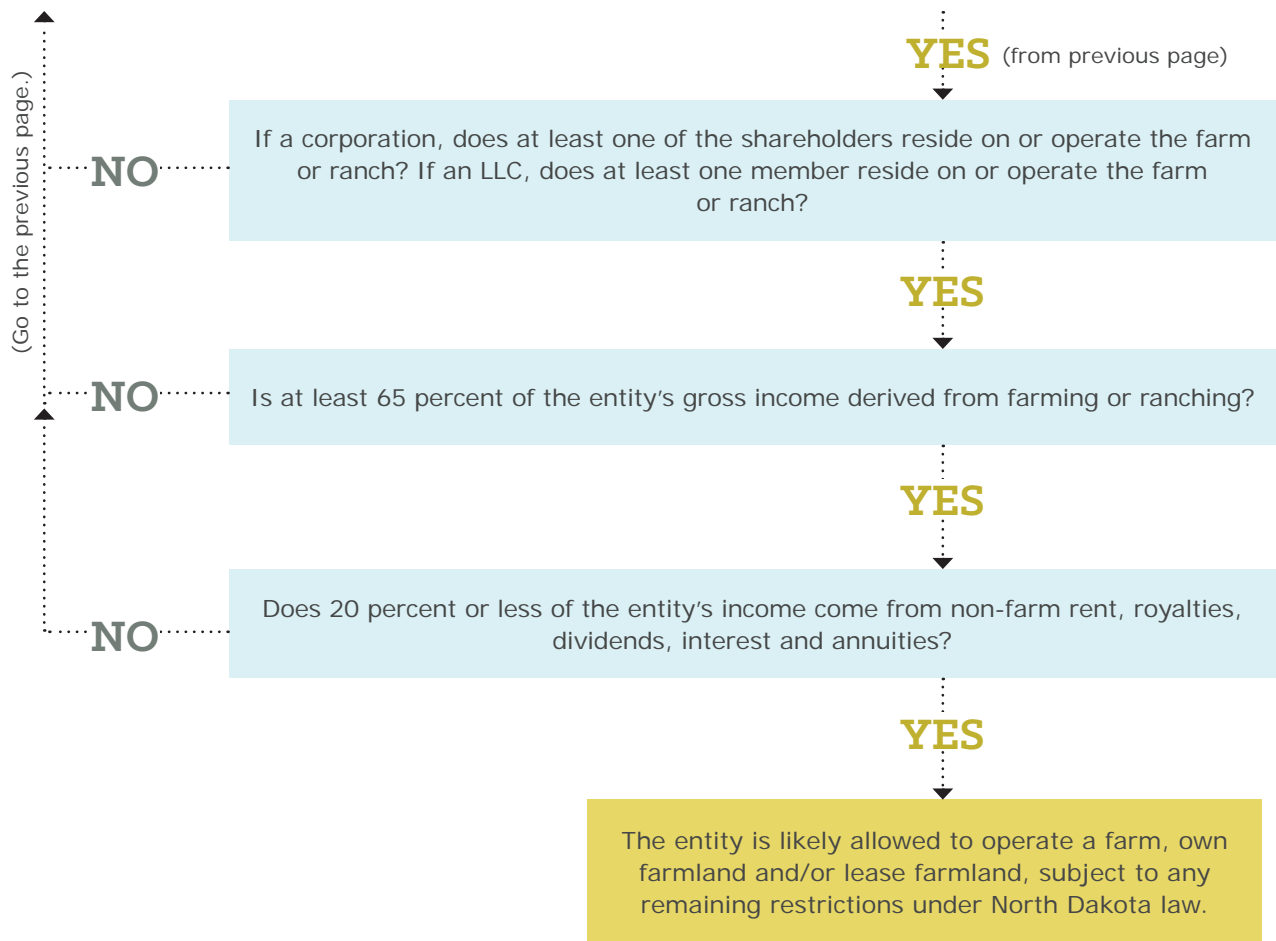 YES (from previous page)
(Go to the previous page.)
If a corporation, does at least one of the shareholders reside on or operate the farm
or ranch? If an LLC, does at least one member reside on or operate the farm
or ranch?
NO
YES
Is at least 65 percent of the entity's gross income derived from farming or ranching?
NO
YES
Does 20 percent or less of the entity's income come from non-farm rent, royalties,
dividends, interest and annuities?
NO
YES
The entity is likely allowed to operate a farm, own
farmland and/or lease farmland, subject to any
remaining restrictions under North Dakota law.